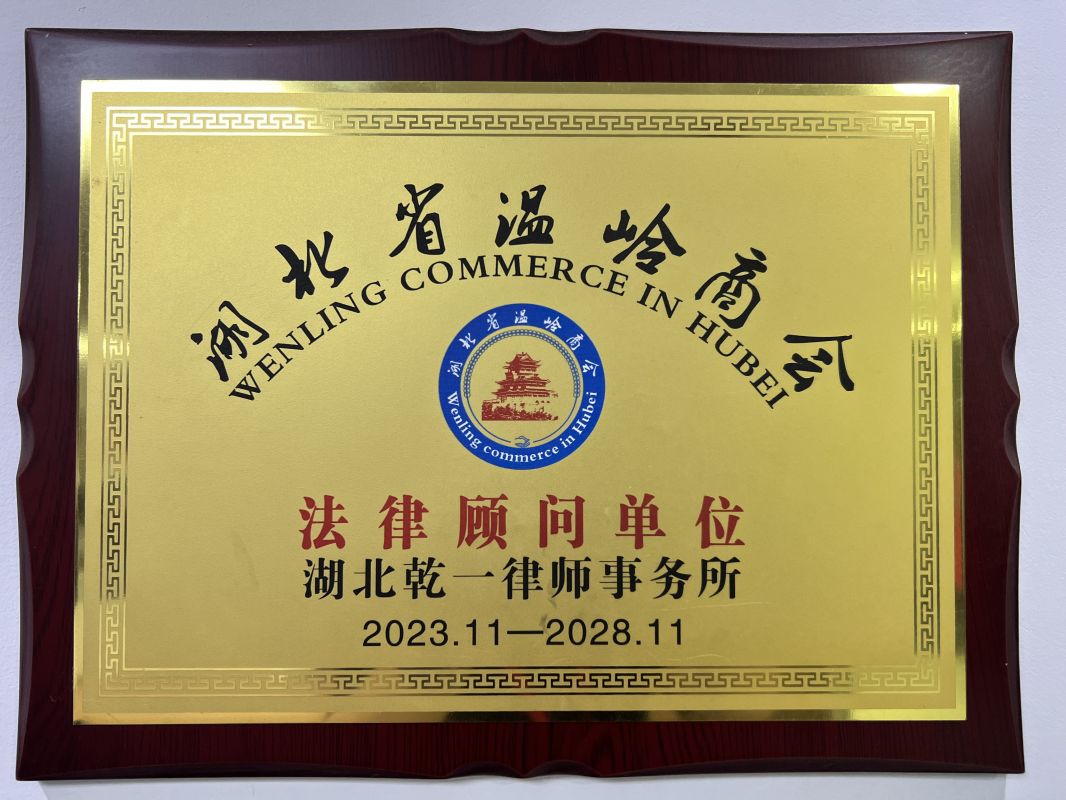 湖北省温岭商会
WENLING COMMERCE IN HUBEI
湖北省温岭商会
Wenling commerce in Hubei
法律顾问单位
湖北乾一律师事务所
2023.11—2028.11